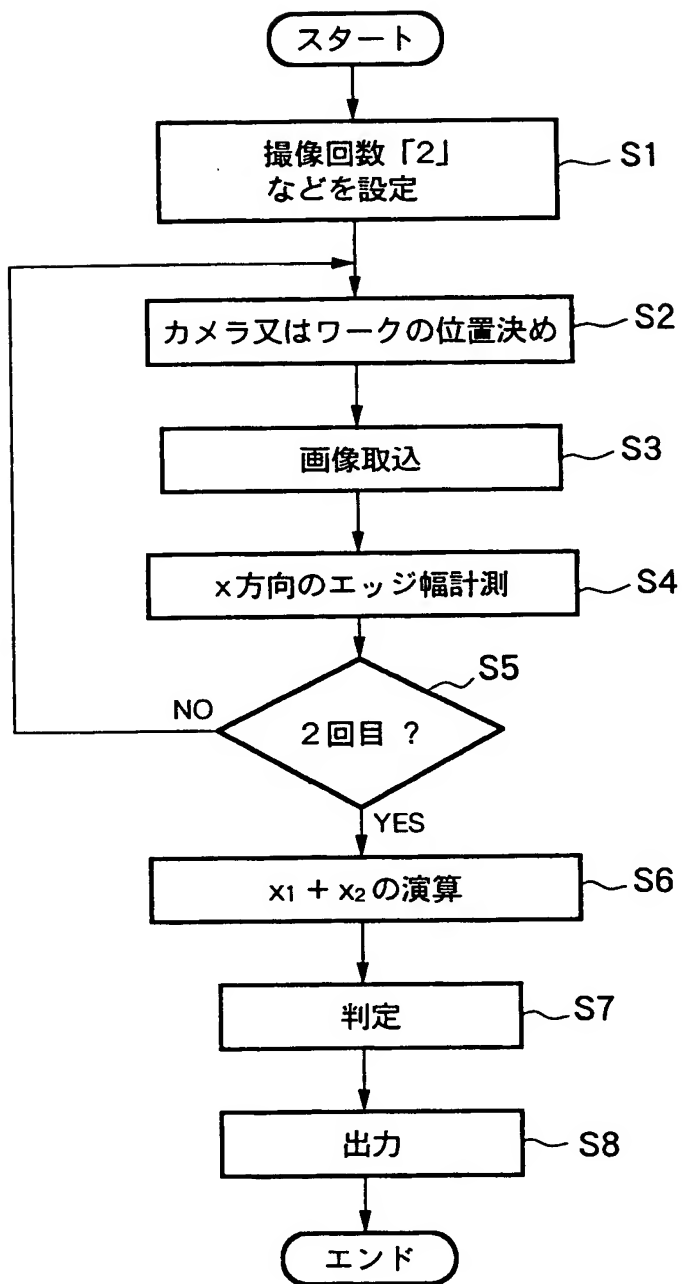 スタート
撮像回数「2」
などを設定
S1
カメラ又はワークの位置決め
S2
画像取込
S3
x方向のエッジ幅計測
S4
S5
NO
2回目 ?
YES
x₁ + x₂の演算
S6
判定
S7
出力
S8
エンド